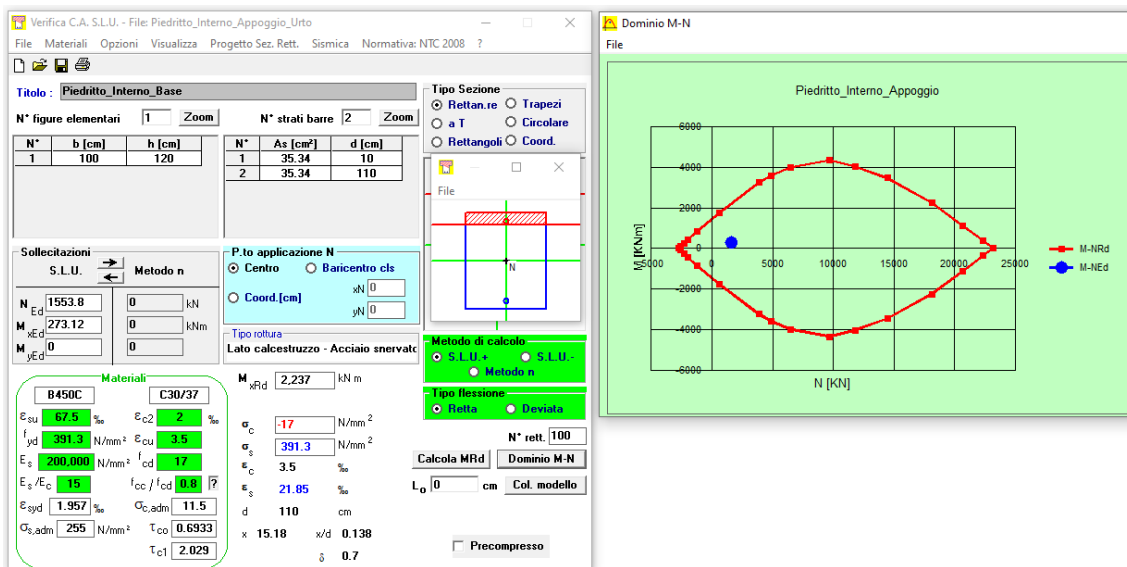 Verifica C.A. S.L.U. - File: Piedritto_Interno_Appoggio_Urto
File Materiali Opzioni Visualizza Progetto Sez. Rett. Sismica Normativa: NTC 2008 ?
Titolo : Piedritto_Interno_Base
N° figure elementari 1 Zoom N° strati barre 2 Zoom
N° b [cm] h [cm]
1 100 120
N° As [cm²] d [cm]
1 35.34 10
2 35.34 110
Tipo Sezione
Rettan.re Trapezi
a T Circolare
Rettangoli Coord.
File
N
Sollecitazioni
S.L.U. Metodo n
N Ed 1553.8 0 kN
M xEd 273.12 0 kNm
M yEd 0 0
P.to applicazione N
Centro Baricentro cls
Coord.[cm] xN 0
yN 0
Tipo rottura
Lato calcestruzzo - Acciaio snervato
Metodo di calcolo
S.L.U.+ S.L.U.-
Metodo n
Tipo flessione
Retta Deviata
N° rett. 100
Calcola MRd Dominio M-N
L₀ 0 cm Col. modello
Precompresso
Materiali
B450C C30/37
εsu 67.5 ‰ εc2 2 ‰
fyd 391.3 N/mm² εcu 3.5
Es 200,000 N/mm² fcd 17
Es /Ec 15 fcc / fcd 0.8 ?
εsyd 1.957 ‰ σc,adm 11.5
σs,adm 255 N/mm² τco 0.6933
τc1 2.029
M xRd 2,237 kN m
σc -17 N/mm²
σs 391.3 N/mm²
εc 3.5 ‰
εs 21.85 ‰
d 110 cm
x 15.18 x/d 0.138
δ 0.7
Dominio M-N
File
Piedritto_Interno_Appoggio
6000
4000
2000
0
-2000
-4000
-6000
M [KNm]
5000 0 5000 10000 15000 20000 25000
N [KN]
M-NRd
M-NEd